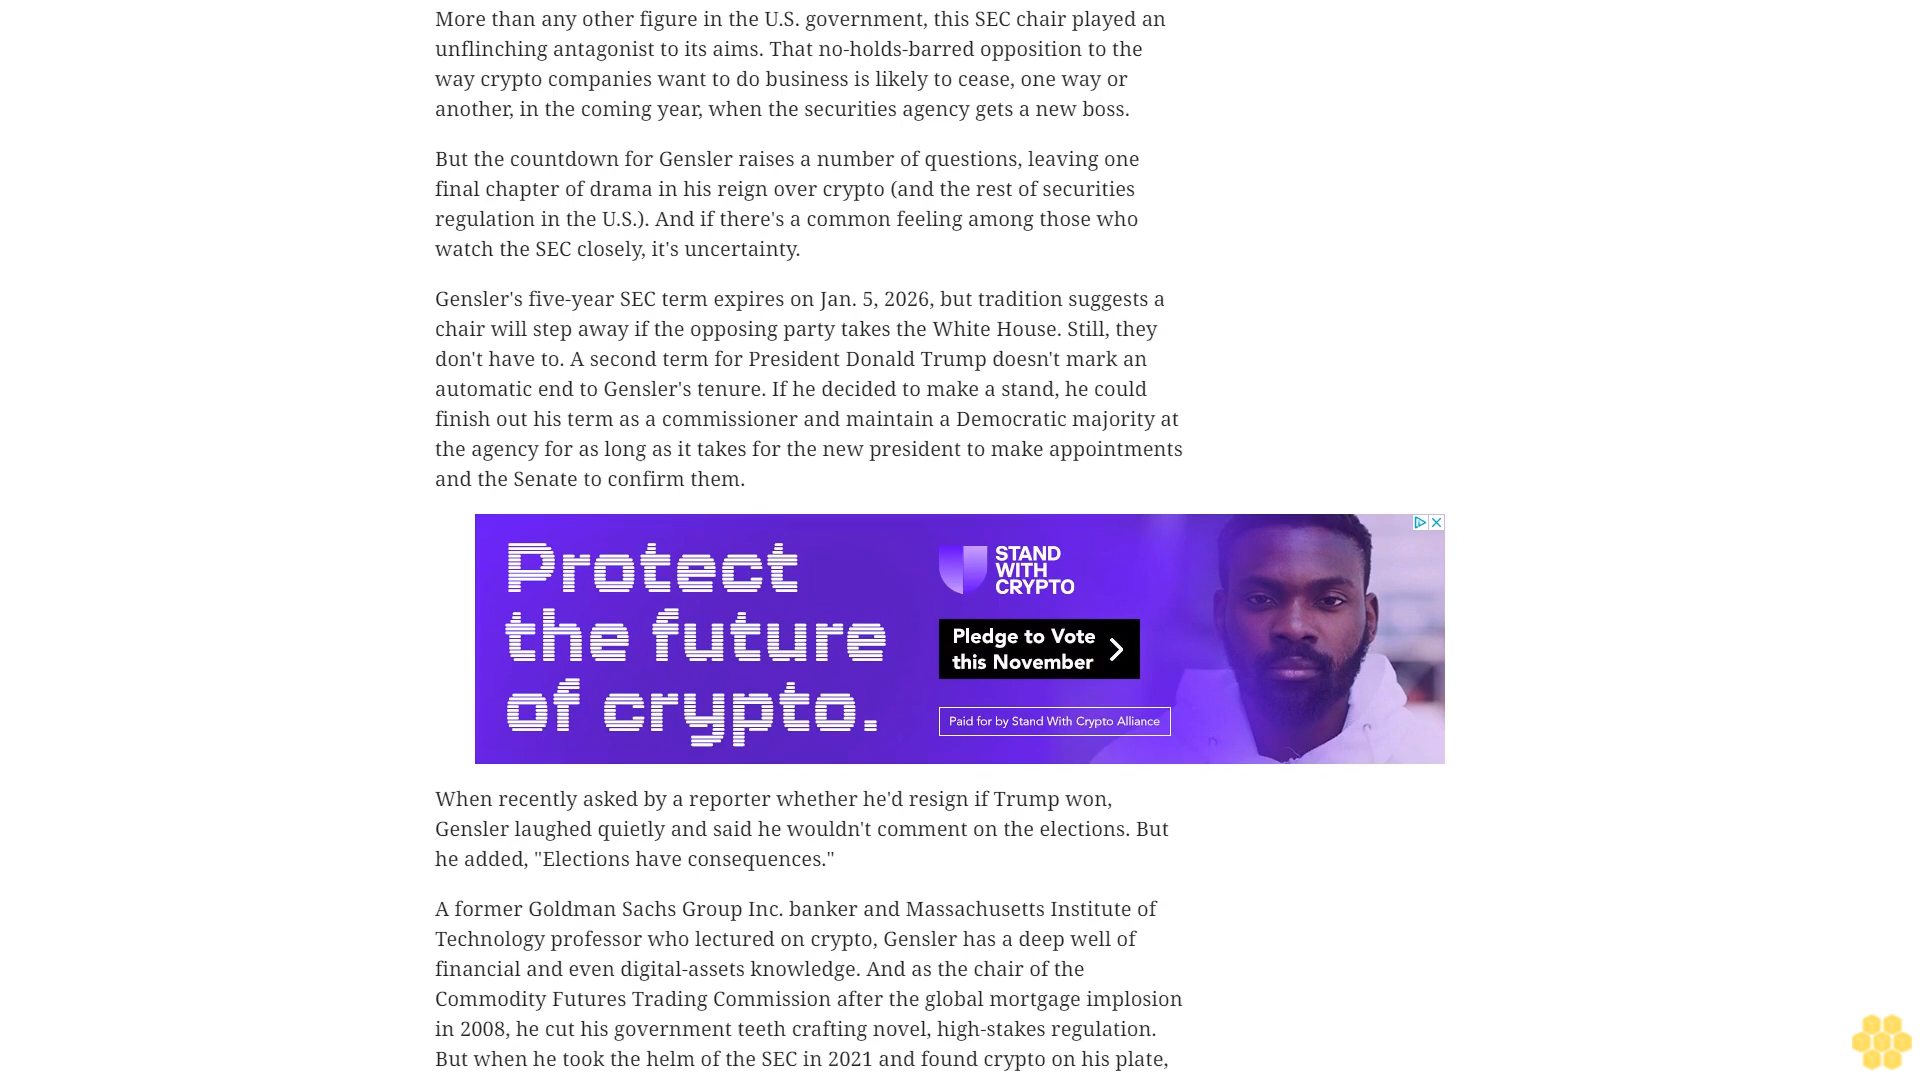 More than any other figure in the U.S. government, this SEC chair played an
unflinching antagonist to its aims. That no-holds-barred opposition to the
way crypto companies want to do business is likely to cease, one way or
another, in the coming year, when the securities agency gets a new boss.
But the countdown for Gensler raises a number of questions, leaving one
final chapter of drama in his reign over crypto (and the rest of securities
regulation in the U.S.). And if there's a common feeling among those who
watch the SEC closely, it's uncertainty.
Gensler's five-year SEC term expires on Jan. 5, 2026, but tradition suggests a
chair will step away if the opposing party takes the White House. Still, they
don't have to. A second term for President Donald Trump doesn't mark an
automatic end to Gensler's tenure. If he decided to make a stand, he could
finish out his term as a commissioner and maintain a Democratic majority at
the agency for as long as it takes for the new president to make appointments
and the Senate to confirm them.
Protect
the future
of crypto.
STAND
WITH
CRYPTO
Pledge to Vote
this November
Paid for by Stand With Crypto Alliance
When recently asked by a reporter whether he'd resign if Trump won,
Gensler laughed quietly and said he wouldn't comment on the elections. But
he added, "Elections have consequences."
A former Goldman Sachs Group Inc. banker and Massachusetts Institute of
Technology professor who lectured on crypto, Gensler has a deep well of
financial and even digital-assets knowledge. And as the chair of the
Commodity Futures Trading Commission after the global mortgage implosion
in 2008, he cut his government teeth crafting novel, high-stakes regulation.
But when he took the helm of the SEC in 2021 and found crypto on his plate,